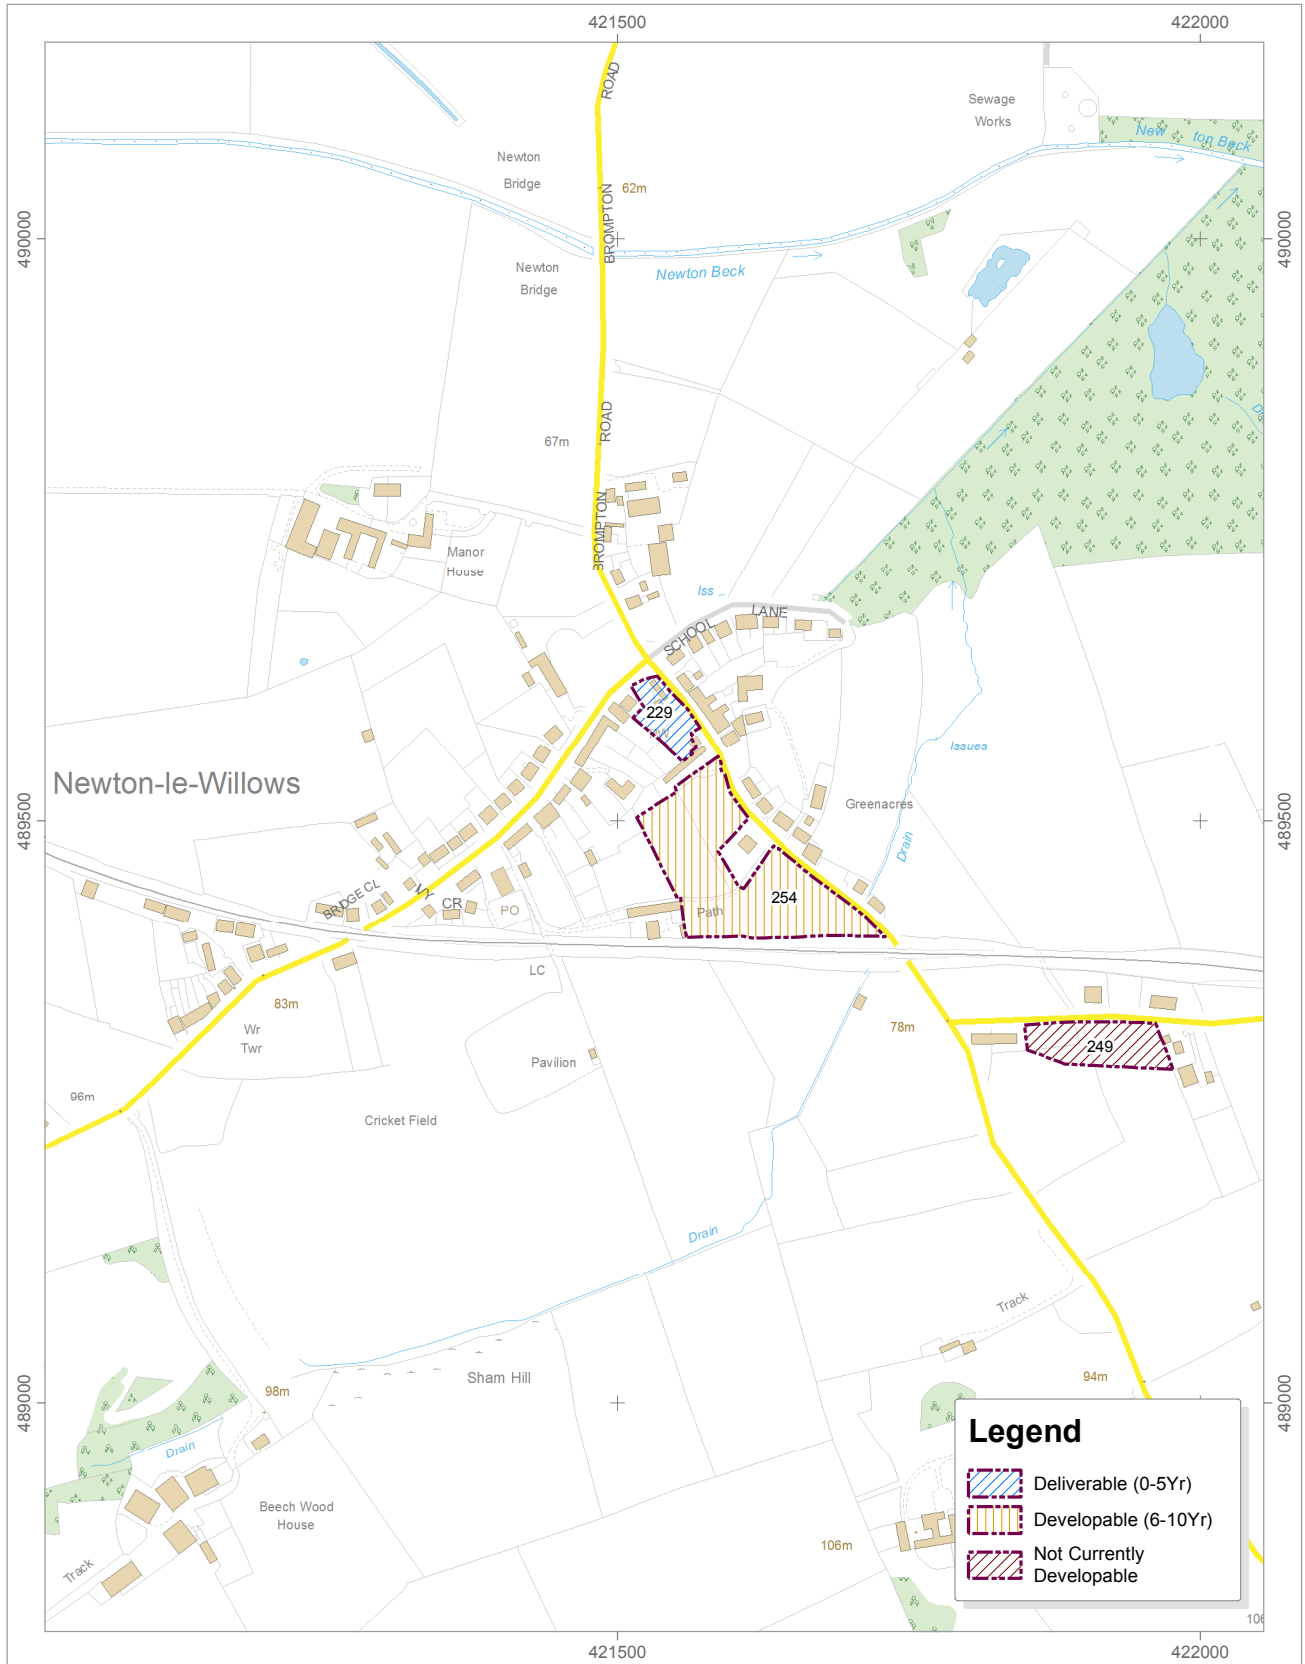 421500
422000
ROAD
Sewage
Works
New
ton Beck
Newton
Bridge
62m
BROMPTON
490000
490000
Newton Beck
Newton
Bridge
ROAD
67m
BROMPTON
Manor
House
Iss
LANE
SCHOOL
229
Issues
Newton-le-Willows
Greenacres
489500
489500
Drain
BRIDGE CL
CR
PO
254
Path
LC
83m
78m
Wr
Twr
249
Pavilion
96m
Cricket Field
Drain
Track
Sham Hill
94m
98m
489000
489000
Drain
Beech Wood
House
106m
Track
Legend
Deliverable (0-5Yr)
Developable (6-10Yr)
Not Currently
Developable
421500
422000